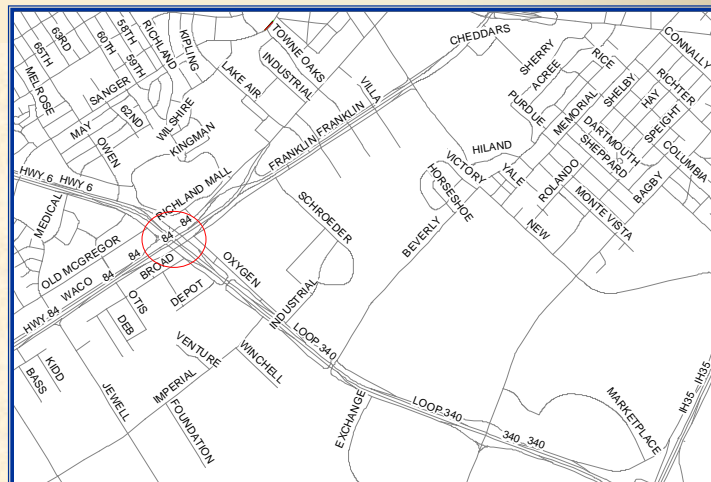 58TH
RICHLAND
KIPLING
TOWNE OAKS
CHEDDARS
CONNALLY
63RD
60TH
65TH
59TH
SHERRY
RICE
INDUSTRIAL
LAKE AIR
VILLA
ACREE
RICHTER
MELROSE
SANGER
SHELBY
HAY
PURDUE
MEMORIAL
62ND
WILSHIRE
SPEIGHT
MAY
DARTMOUTH
KINGMAN
FRANKLIN FRANKLIN
SHEPPARD
COLUMBIA
OWEN
HILAND
VICTORY
YALE
HWY 6 HWY 6
RICHLAND MALL
ROLANDO
BAGBY
HORSESHOE
MEDICAL
SCHROEDER
MONTE VISTA
84
84
BEVERLY
NEW
OLD MCGREGOR
84
BROAD
OXYGEN
WACO
84
DEPOT
OTIS
HWY 84
INDUSTRIAL
DEB
LOOP 340
VENTURE
WINCHELL
KIDD
BASS
IMPERIAL
JEWELL
FOUNDATION
EXCHANGE
LOOP 340
340 340
MARKETPLACE
IH35 IH35